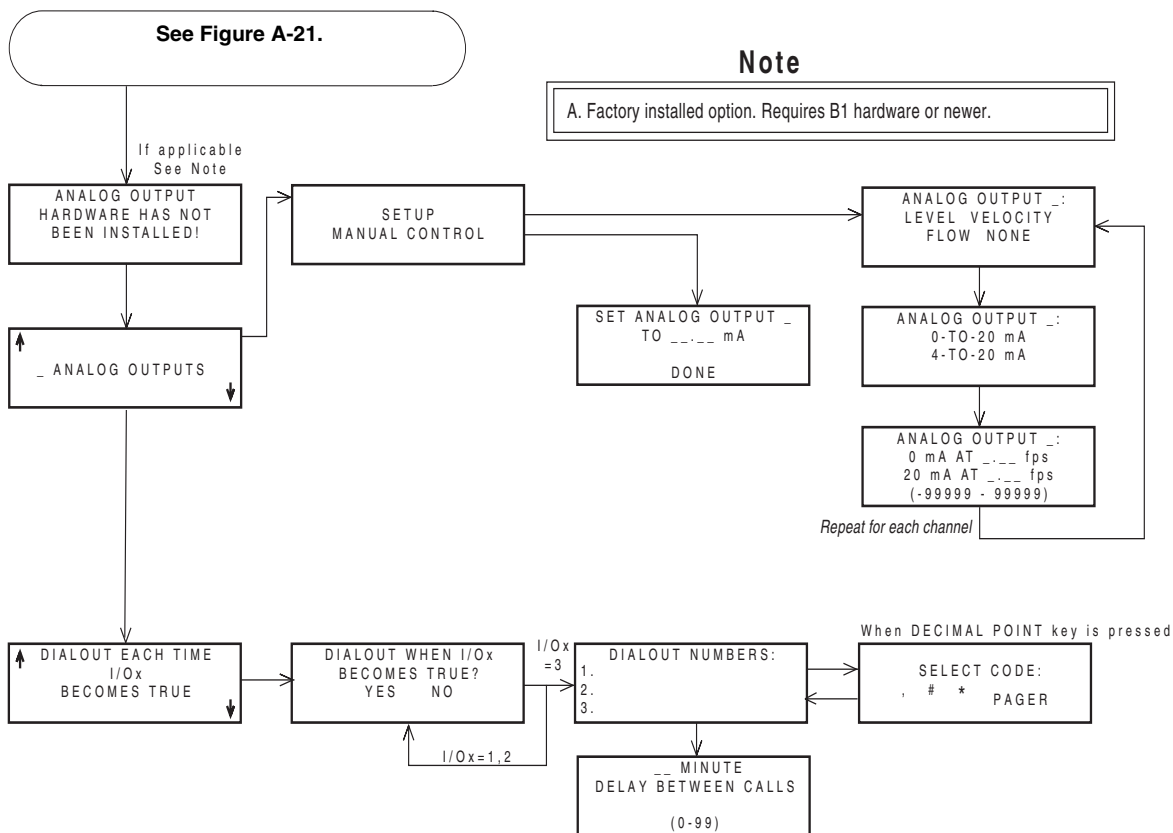 See Figure A-21.
Note
A. Factory installed option. Requires B1 hardware or newer.
If applicable
See Note
ANALOG OUTPUT
HARDWARE HAS NOT
BEEN INSTALLED!
SETUP
MANUAL CONTROL
ANALOG OUTPUT _:
LEVEL VELOCITY
FLOW NONE
_ ANALOG OUTPUTS
SET ANALOG OUTPUT _
TO __.__ mA
DONE
ANALOG OUTPUT _:
0-TO-20 mA
4-TO-20 mA
ANALOG OUTPUT _:
0 mA AT _.__ fps
20 mA AT _.__ fps
(-99999 - 99999)
Repeat for each channel
DIALOUT EACH TIME
I/Ox
BECOMES TRUE
DIALOUT WHEN I/Ox
BECOMES TRUE?
YES NO
I/Ox
=3
I/Ox=1,2
DIALOUT NUMBERS:
1.
2.
3.
When DECIMAL POINT key is pressed
SELECT CODE:
, # * PAGER
__ MINUTE
DELAY BETWEEN CALLS
(0-99)